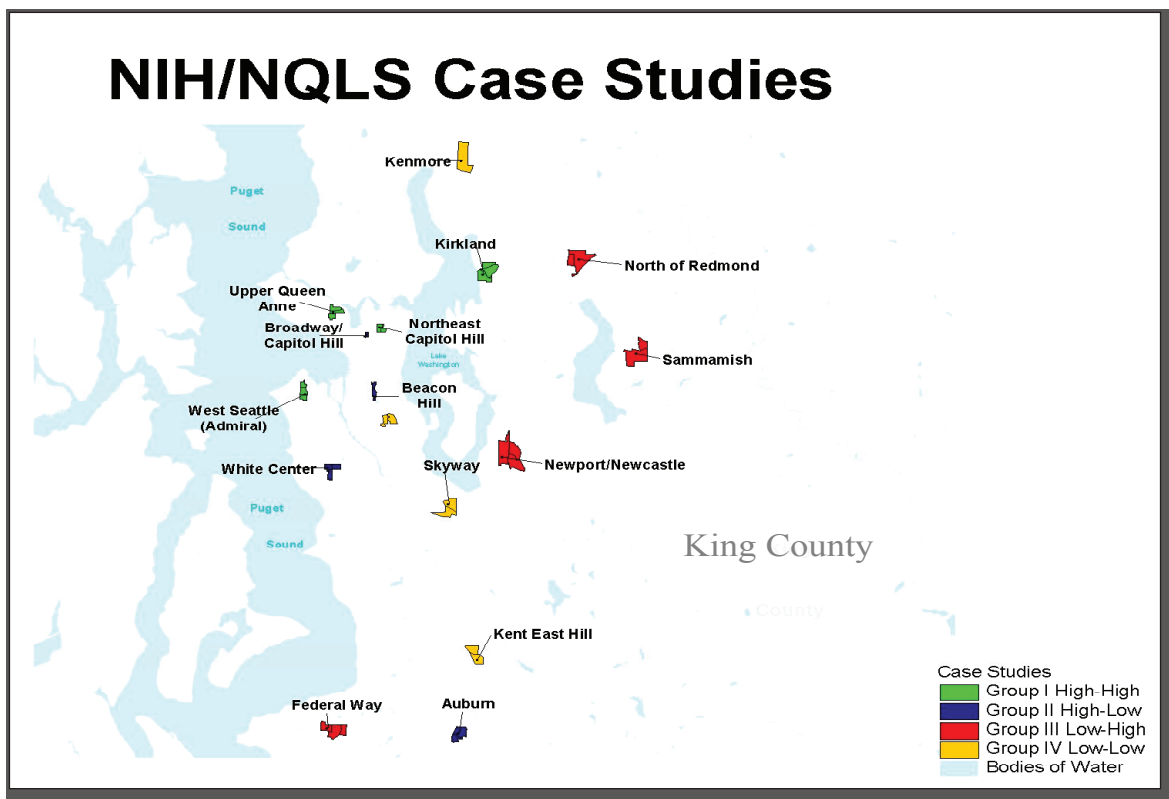 NIH/NQLS Case Studies
Kenmore
Puget
Sound
Kirkland
North of Redmond
Upper Queen
Anne
Broadway/
Capitol Hill
Northeast
Capitol Hill
Lake
Washington
Sammamish
Beacon
Hill
West Seattle
(Admiral)
White Center
Skyway
Newport/Newcastle
Puget
Sound
King County
County
Kent East Hill
Federal Way
Auburn
Case Studies
Group I High-High
Group II High-Low
Group III Low-High
Group IV Low-Low
Bodies of Water